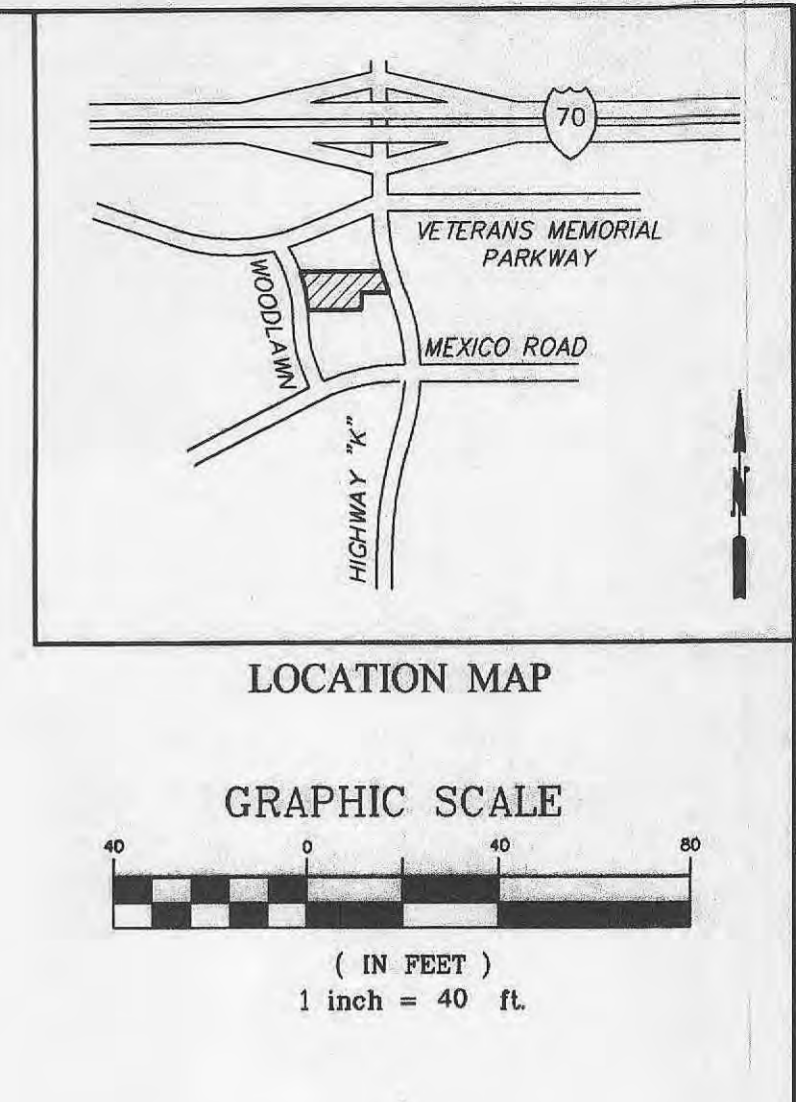 70
VETERANS MEMORIAL
PARKWAY
WOODLAWN
MEXICO ROAD
HIGHWAY "K"
N
LOCATION MAP
GRAPHIC SCALE
40 0 40 80
( IN FEET )
1 inch = 40 ft.